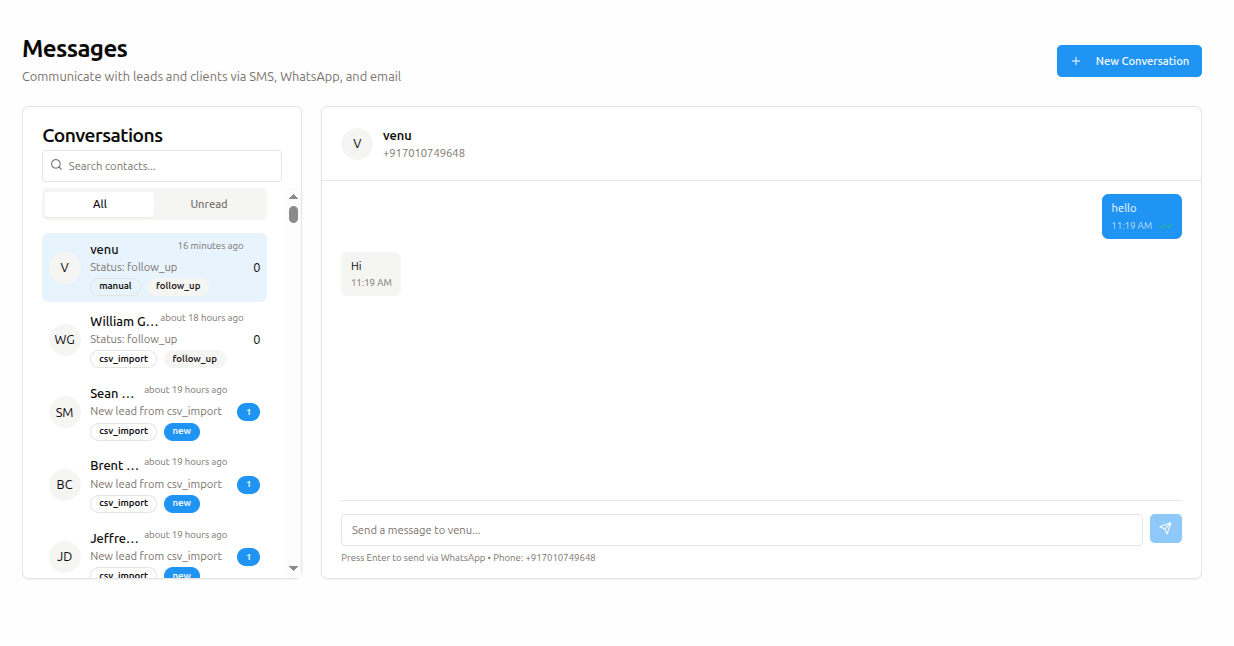 Messages
Communicate with leads and clients via SMS, WhatsApp, and email
+ New Conversation
Conversations
Search contacts...
All Unread
venu 16 minutes ago
V
Status: follow_up 0
manual follow_up
William G... about 18 hours ago
WG
Status: follow_up 0
csv_import follow_up
Sean ... about 19 hours ago
SM
New lead from csv_import 1
csv_import new
Brent ... about 19 hours ago
BC
New lead from csv_import 1
csv_import new
Jeffre... about 19 hours ago
JD
New lead from csv_import 1
csv_import new
V
venu
+917010749648
hello
11:19 AM
Hi
11:19 AM
Send a message to venu...
Press Enter to send via WhatsApp • Phone: +917010749648